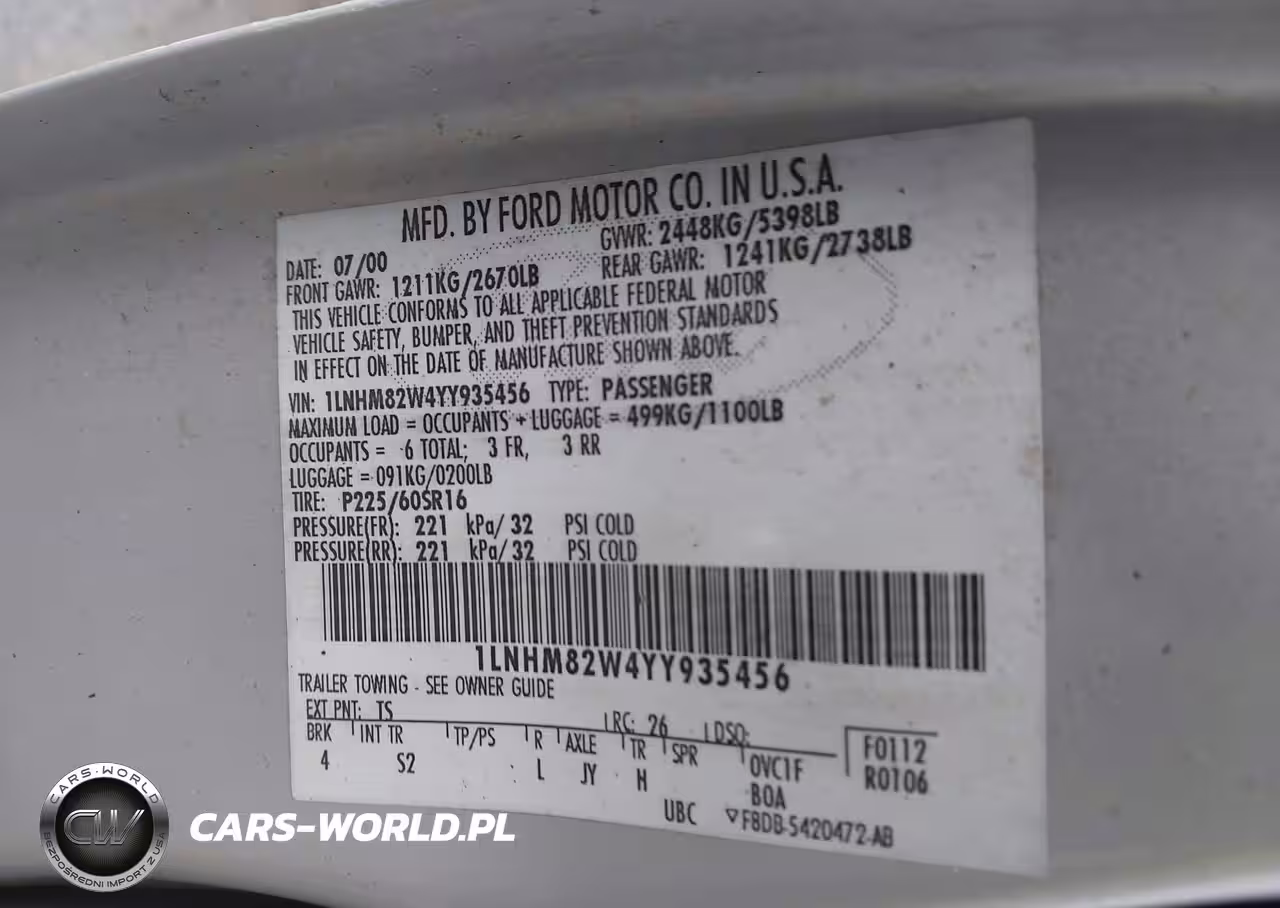 MFD. BY FORD MOTOR CO. IN U.S.A.
DATE: 07/00 GVWR: 2448KG/5398LB
FRONT GAWR: 1211KG/2670LB REAR GAWR: 1241KG/2738LB
THIS VEHICLE CONFORMS TO ALL APPLICABLE FEDERAL MOTOR
VEHICLE SAFETY, BUMPER, AND THEFT PREVENTION STANDARDS
IN EFFECT ON THE DATE OF MANUFACTURE SHOWN ABOVE.
VIN: 1LNHM82W4YY935456 TYPE: PASSENGER
MAXIMUM LOAD = OCCUPANTS + LUGGAGE = 499KG/1100LB
OCCUPANTS = 6 TOTAL; 3 FR, 3 RR
LUGGAGE = 091KG/0200LB
TIRE: P225/60SR16
PRESSURE(FR): 221 kPa/ 32 PSI COLD
PRESSURE(RR): 221 kPa/ 32 PSI COLD
1LNHM82W4YY935456
TRAILER TOWING - SEE OWNER GUIDE
EXT PNT: TS RC: 26 DSO:
BRK INT TR TP/PS R AXLE TR SPR
4 S2 L JY H OVC1F
F0112
R0106
BOA
UBC F8DB-5420472-AB
CARS-WORLD
CW
BEZPOŚREDNI IMPORT Z USA
CARS-WORLD.PL